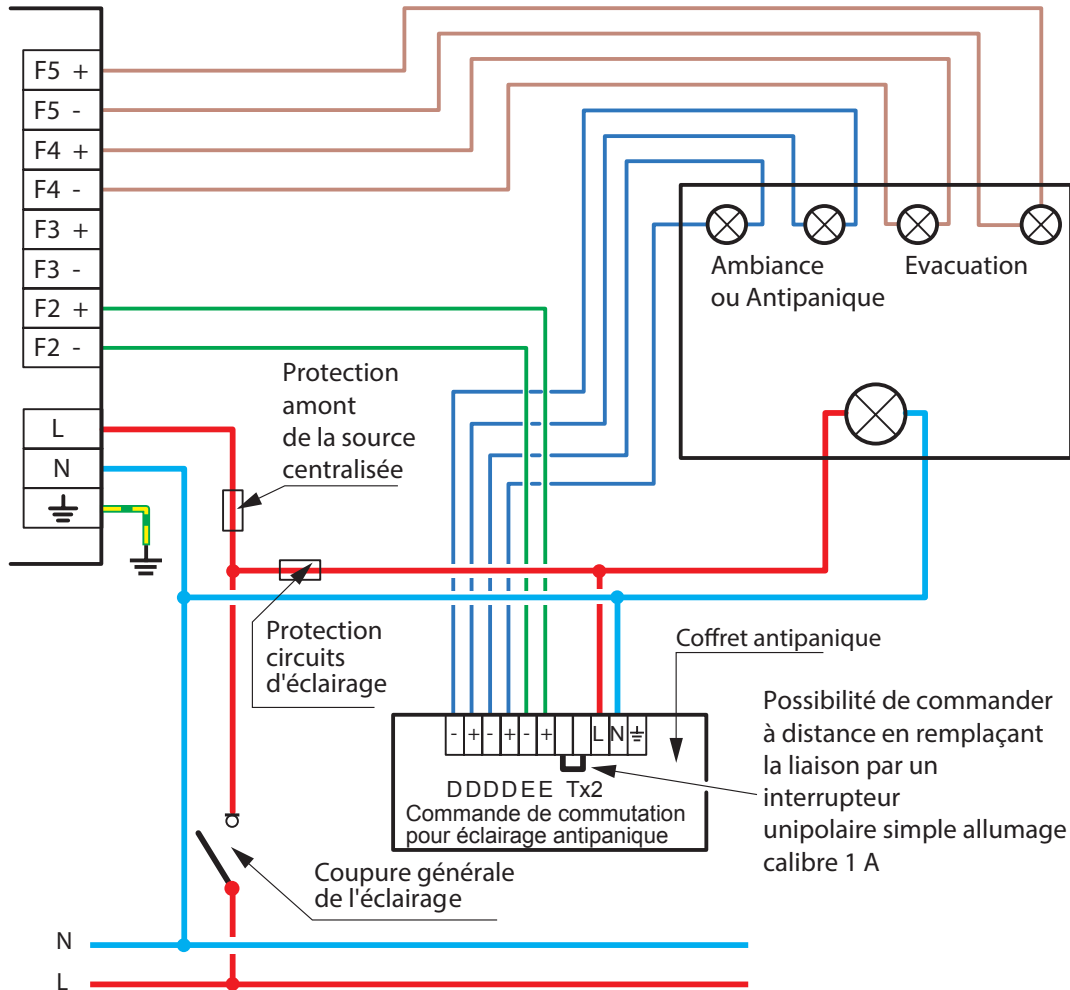 F5 +
F5 -
F4 +
F4 -
F3 +
F3 -
F2 +
F2 -
L
N
Ambiance
ou Antipanique
Evacuation
Protection
amont
de la source
centralisée
Protection
circuits
d'éclairage
Coffret antipanique
Possibilité de commander
à distance en remplaçant
la liaison par un
interrupteur
unipolaire simple allumage
calibre 1 A
- + - + - + L N
D D D D E E Tx2
Commande de commutation
pour éclairage antipanique
Coupure générale
de l'éclairage
N
L